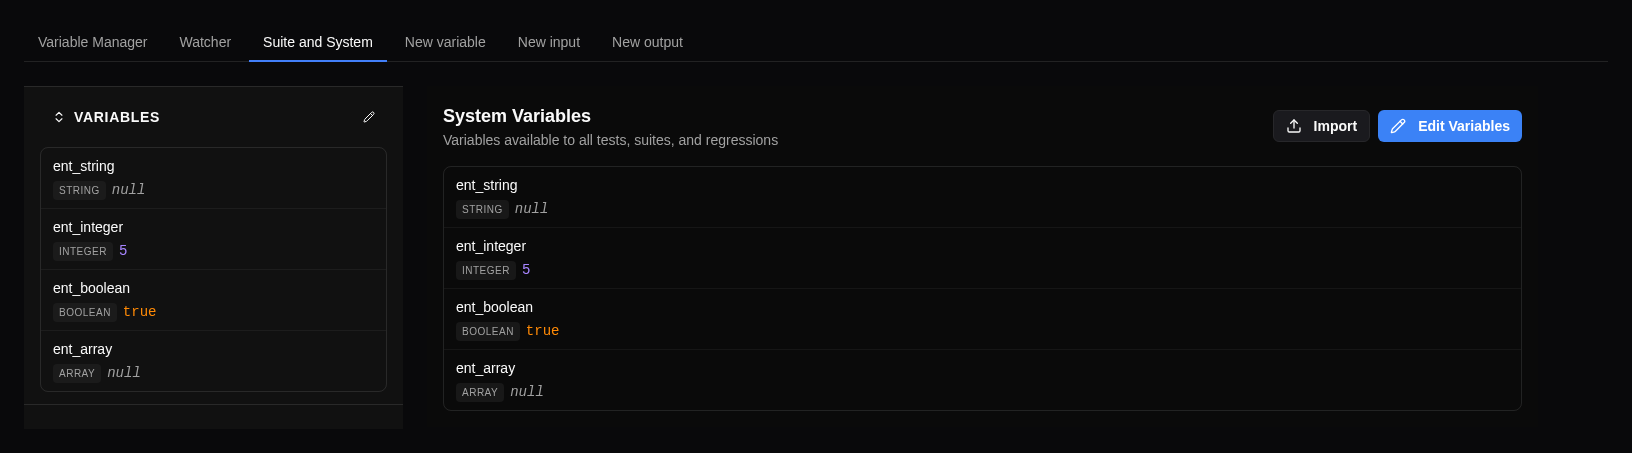 Variable Manager Watcher Suite and System New variable New input New output
VARIABLES
ent_string
STRING null
ent_integer
INTEGER 5
ent_boolean
BOOLEAN true
ent_array
ARRAY null
System Variables
Variables available to all tests, suites, and regressions
Import Edit Variables
ent_string
STRING null
ent_integer
INTEGER 5
ent_boolean
BOOLEAN true
ent_array
ARRAY null